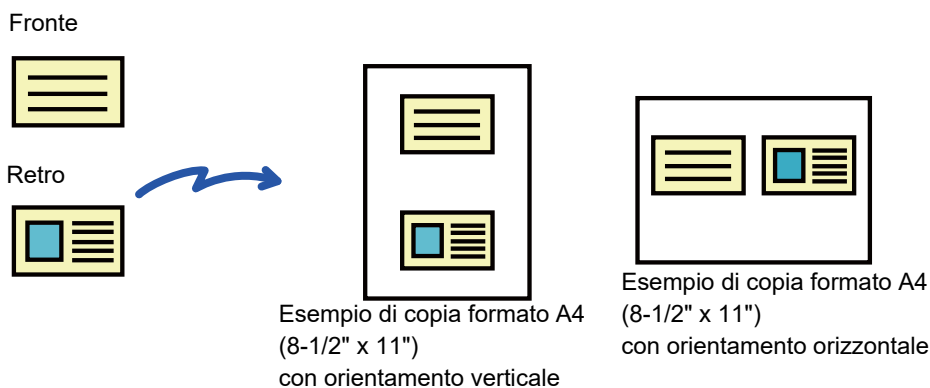 Fronte
Retro
Esempio di copia formato A4
(8-1/2" x 11")
con orientamento verticale
Esempio di copia formato A4
(8-1/2" x 11")
con orientamento orizzontale